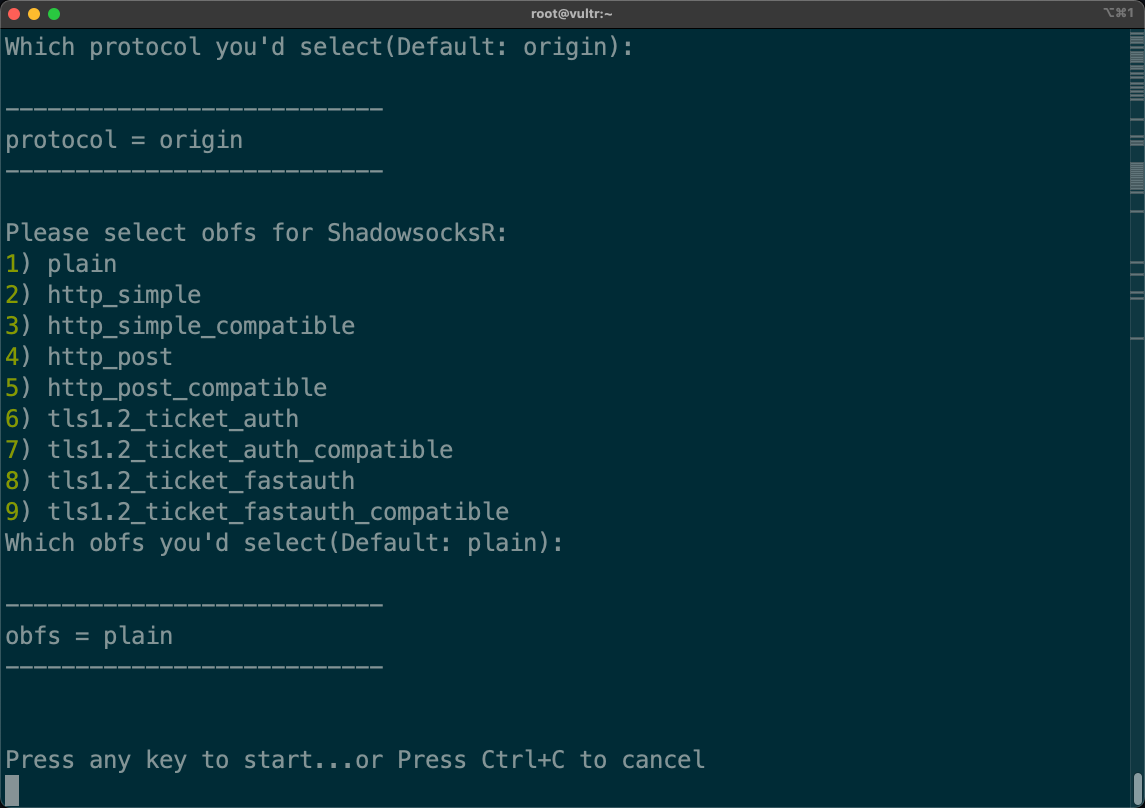 root@vultr:~
⌥⌘1
Which protocol you'd select(Default: origin):
---------------------------
protocol = origin
---------------------------
Please select obfs for ShadowsocksR:
1) plain
2) http_simple
3) http_simple_compatible
4) http_post
5) http_post_compatible
6) tls1.2_ticket_auth
7) tls1.2_ticket_auth_compatible
8) tls1.2_ticket_fastauth
9) tls1.2_ticket_fastauth_compatible
Which obfs you'd select(Default: plain):
---------------------------
obfs = plain
---------------------------
Press any key to start...or Press Ctrl+C to cancel